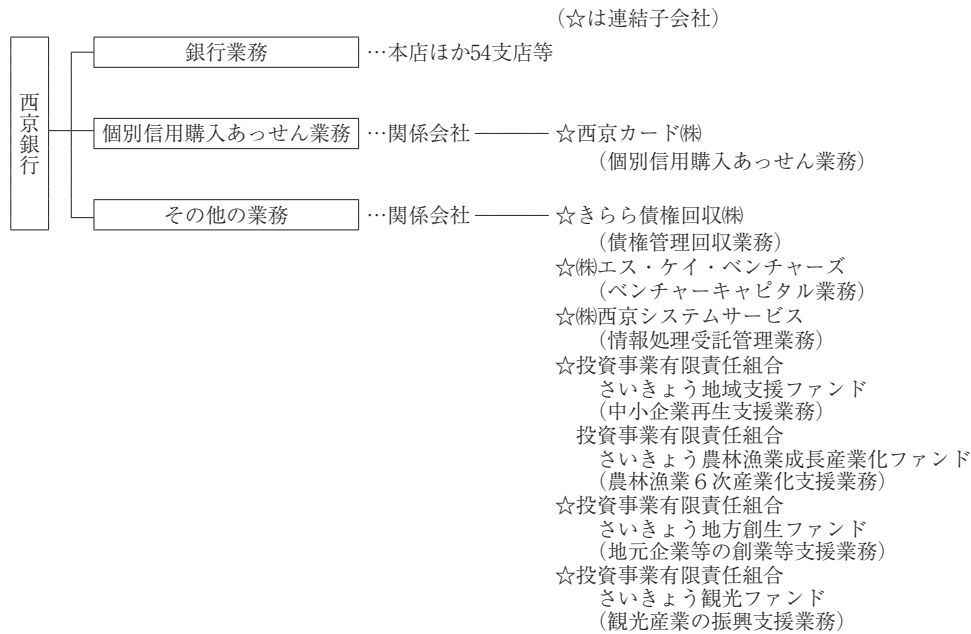 （☆は連結子会社）
西京銀行
銀行業務 …本店ほか54支店等
個別信用購入あっせん業務 …関係会社 ――― ☆西京カード㈱
（個別信用購入あっせん業務）
その他の業務 …関係会社 ――― ☆きらら債権回収㈱
（債権管理回収業務）
☆㈱エス・ケイ・ベンチャーズ
（ベンチャーキャピタル業務）
☆㈱西京システムサービス
（情報処理受託管理業務）
☆投資事業有限責任組合
さいきょう地域支援ファンド
（中小企業再生支援業務）
投資事業有限責任組合
さいきょう農林漁業成長産業化ファンド
（農林漁業６次産業化支援業務）
☆投資事業有限責任組合
さいきょう地方創生ファンド
（地元企業等の創業等支援業務）
☆投資事業有限責任組合
さいきょう観光ファンド
（観光産業の振興支援業務）